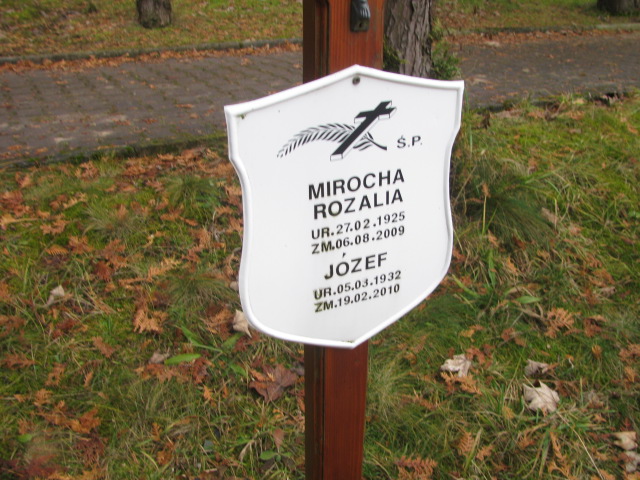 Ś.P.
MIROCHA
ROZALIA
UR.27.02.1925
ZM.06.08.2009
JÓZEF
UR.05.03.1932
ZM.19.02.2010